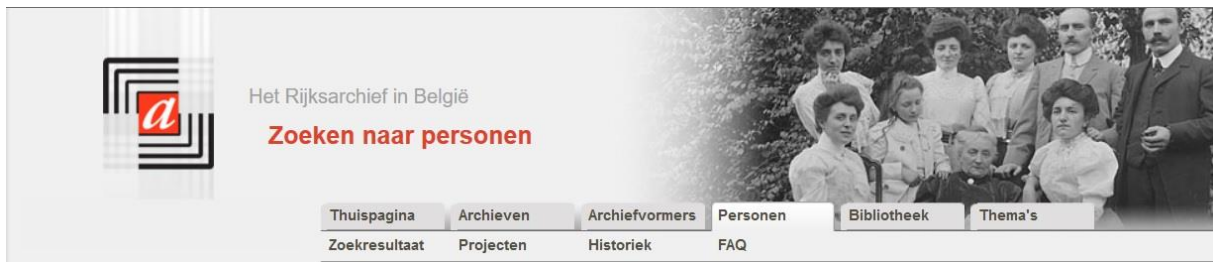 a
Het Rijksarchief in België
Zoeken naar personen
Thuispagina Archieven Archiefvormers Personen Bibliotheek Thema's
Zoekresultaat Projecten Historiek FAQ